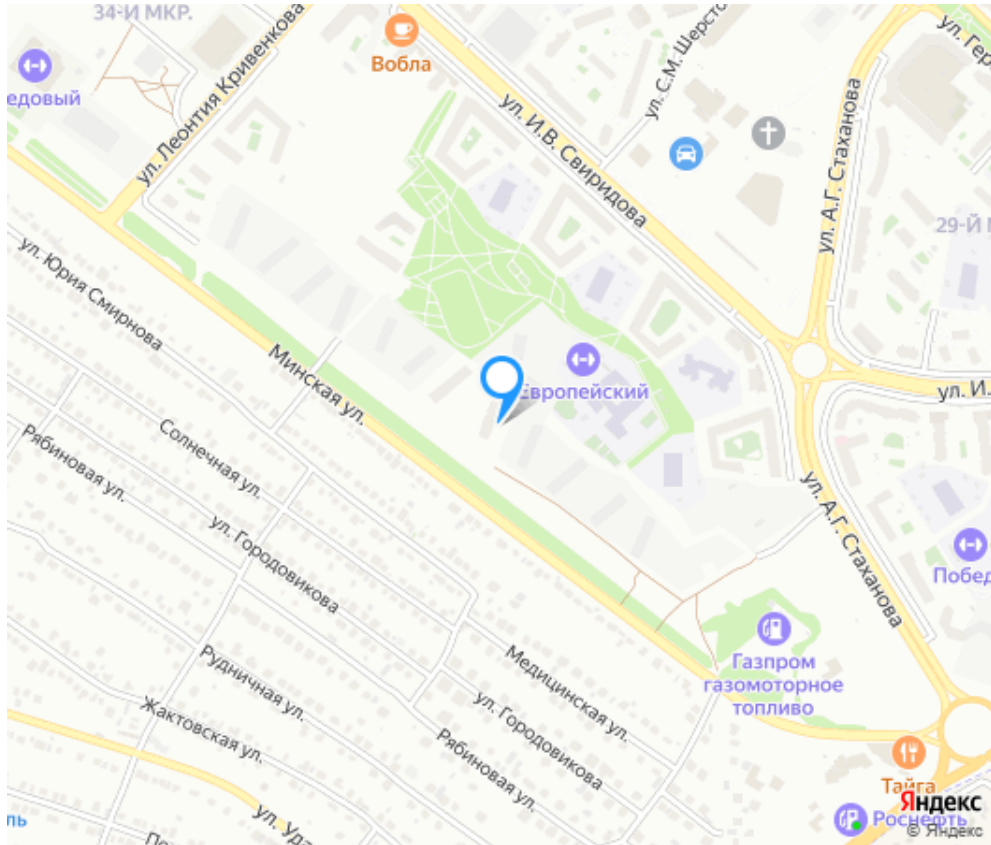 34-Й МКР.
Вобла
едовый
ул. Леонтия Кривенкова
ул. И.В. Свиридова
ул. С.М. Шерсто
ул. Гер
ул. А.Г. Стаханова
29-Й
ул. Юрия Смирнова
Минская ул.
Европейский
ул. И.
Солнечная ул.
Рябиновая ул.
ул. Городовикова
ул. А.Г. Стаханова
Побед
Рудничная ул.
Медицинская ул.
Газпром
газомоторное
топливо
Жактовская ул.
ул. Городовикова
Рябиновая ул.
Тайга
ул. Уда
Яндекс
Роснефть
© Яндекс
ль
По